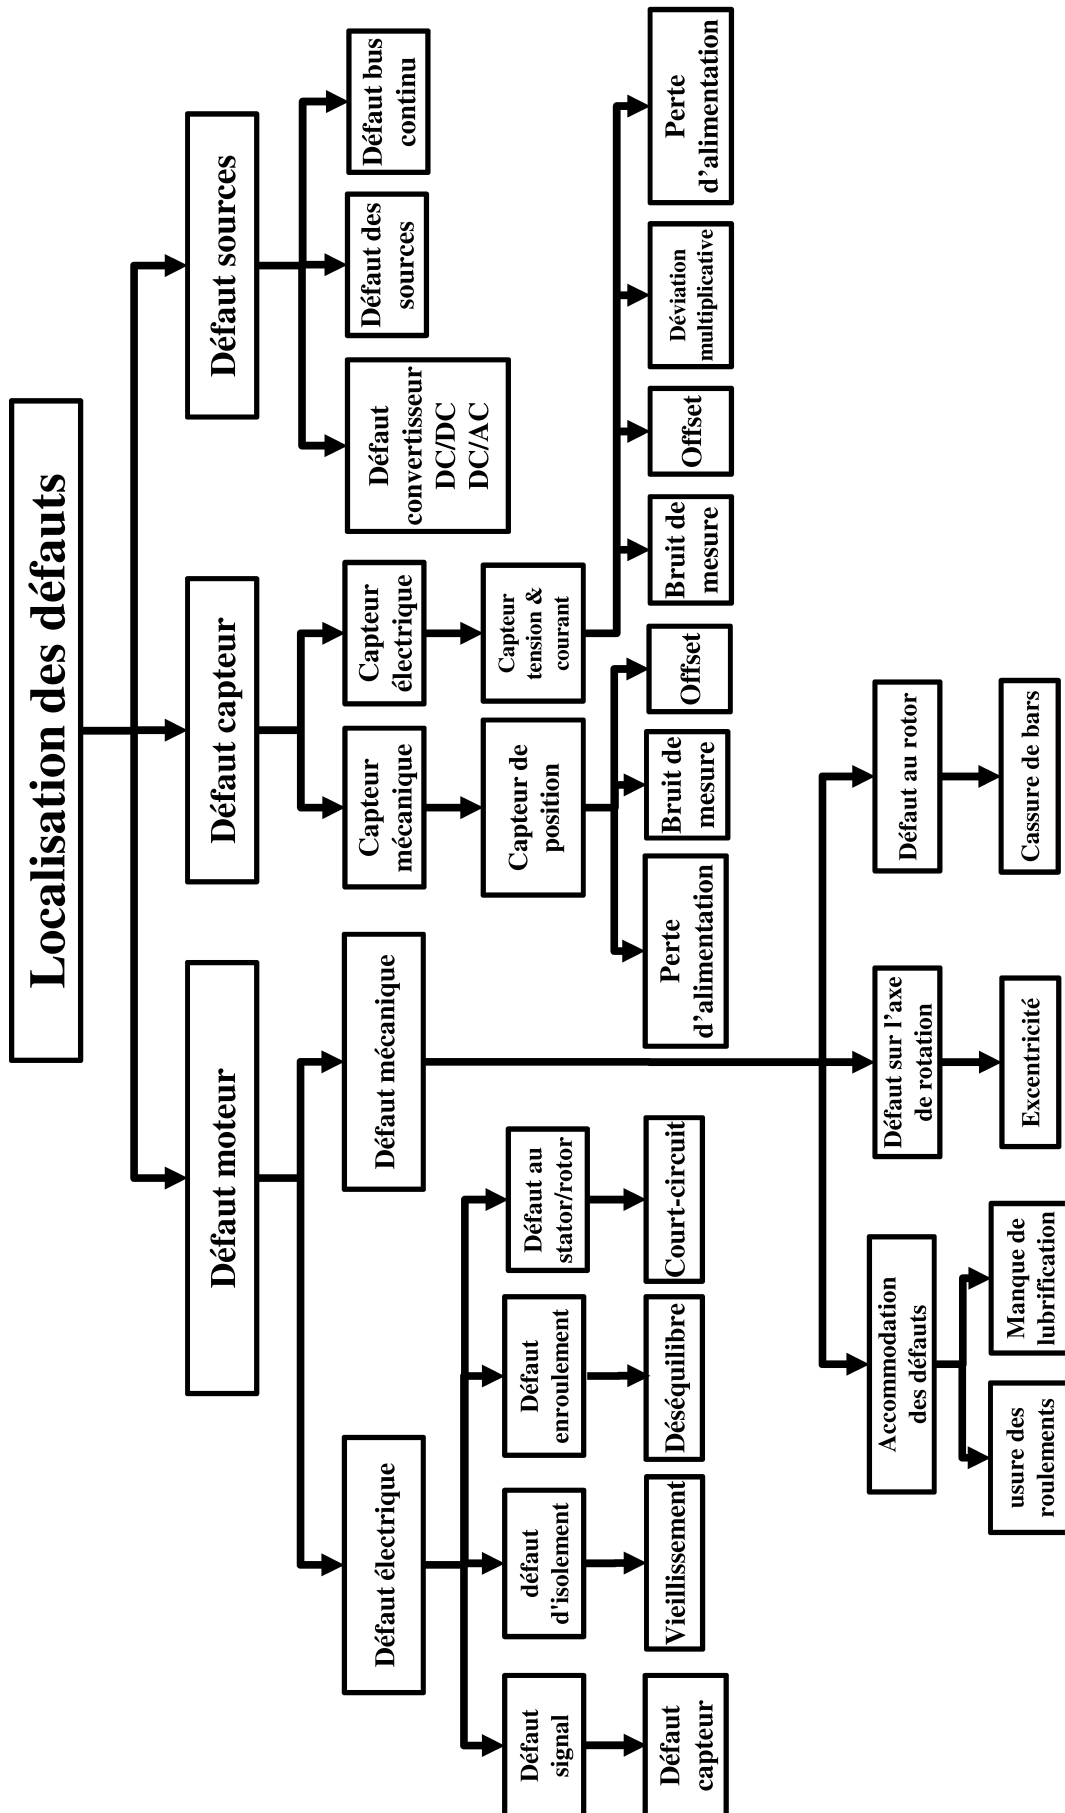 Localisation des défauts
Défaut moteur
Défaut capteur
Défaut sources
Défaut électrique
Défaut mécanique
Capteur
mécanique
Capteur
électrique
Défaut
convertisseur
DC/DC
DC/AC
Défaut des
sources
Défaut bus
continu
Défaut
signal
défaut
d'isolement
Défaut
enroulement
Défaut au
stator/rotor
Capteur de
position
Capteur
tension &
courant
Défaut
capteur
Vieillissement
Déséquilibre
Court-circuit
Perte
d’alimentation
Bruit de
mesure
Offset
Bruit de
mesure
Offset
Déviation
multiplicative
Perte
d’alimentation
Accommodation
des défauts
Défaut sur l’axe
de rotation
Défaut au rotor
usure des
roulements
Manque de
lubrification
Excentricité
Cassure de bars